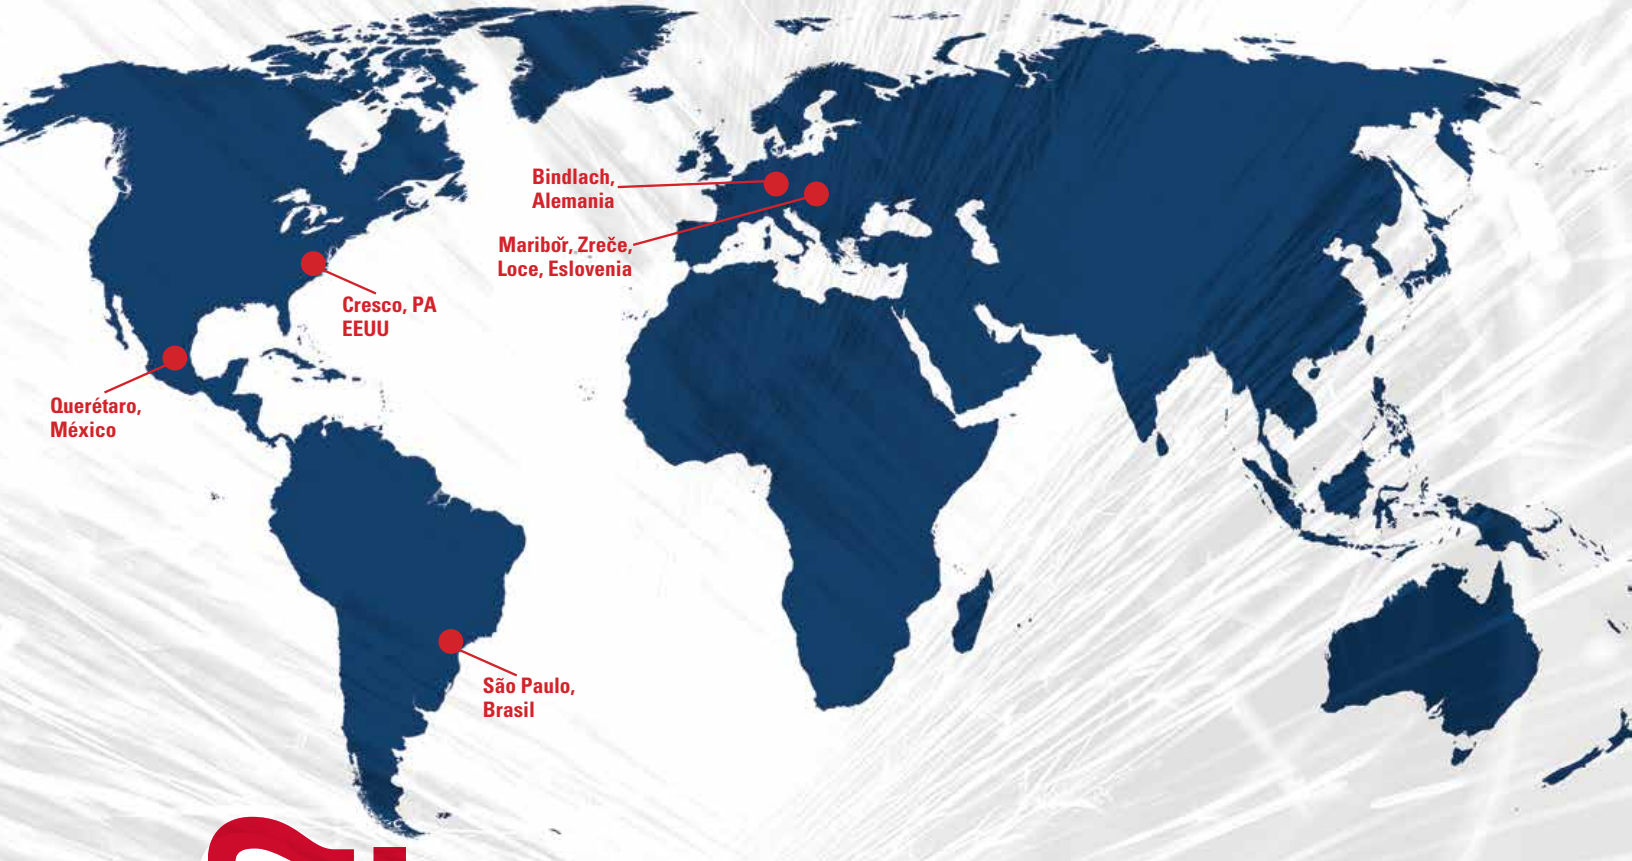 Bindlach,
Alemania
Mariboř, Zreče,
Loce, Eslovenia
Cresco, PA
EEUU
Querétaro,
México
São Paulo,
Brasil